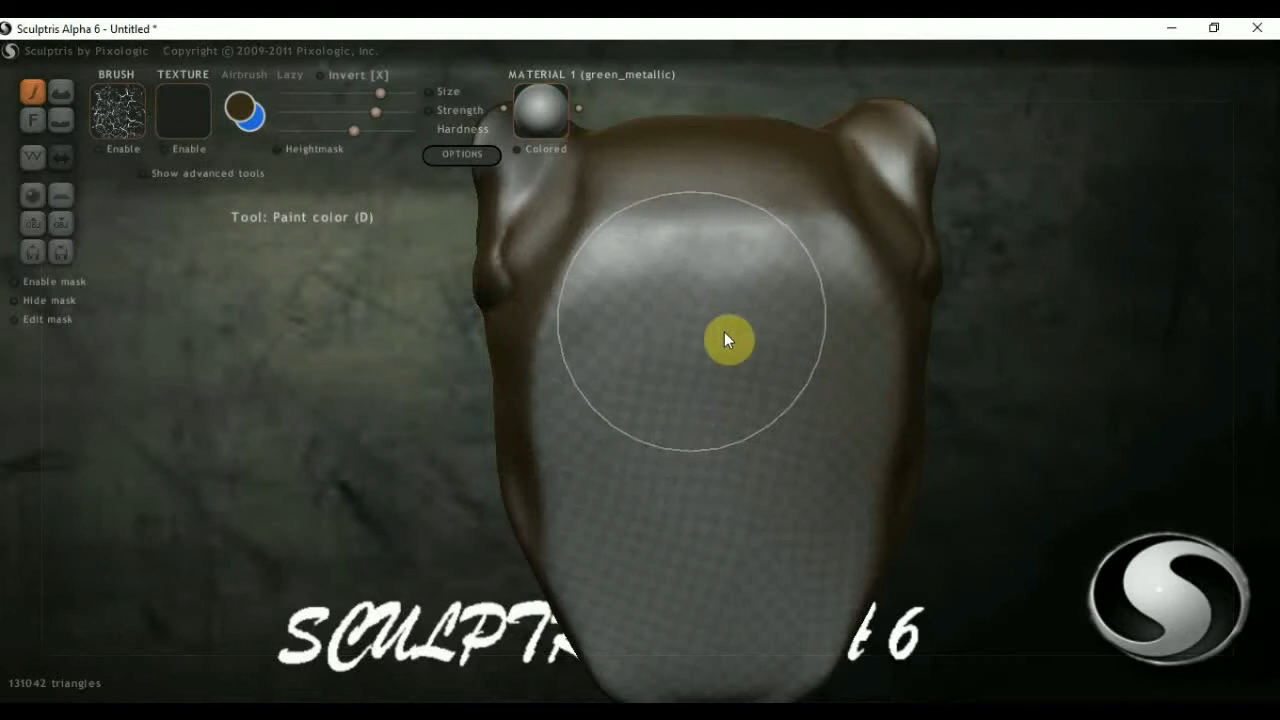 Sculptris Alpha 6 - Untitled *
Sculptris by Pixologic Copyright © 2009-2011 Pixologic, Inc.
BRUSH TEXTURE Airbrush Lazy Invert [X] MATERIAL 1 (green_metallic)
Size
F Strength
Hardness
Enable Enable Heightmask OPTIONS Colored
Show advanced tools
Tool: Paint color (D)
OBJ OBJ
Enable mask
Hide mask
Edit mask
SCULPT 6
131042 triangles